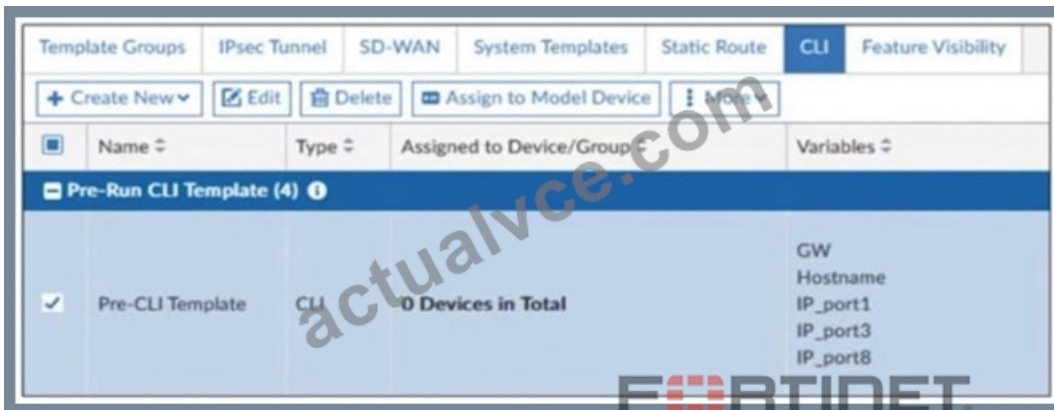 Template Groups IPsec Tunnel SD-WAN System Templates Static Route CLI Feature Visibility
+ Create New Edit Delete Assign to Model Device More
Name Type Assigned to Device/Group Variables
Pre-Run CLI Template (4)
Pre-CLI Template CLI 0 Devices in Total
GW
Hostname
IP_port1
IP_port3
IP_port8
actualvce.com
FORTINET